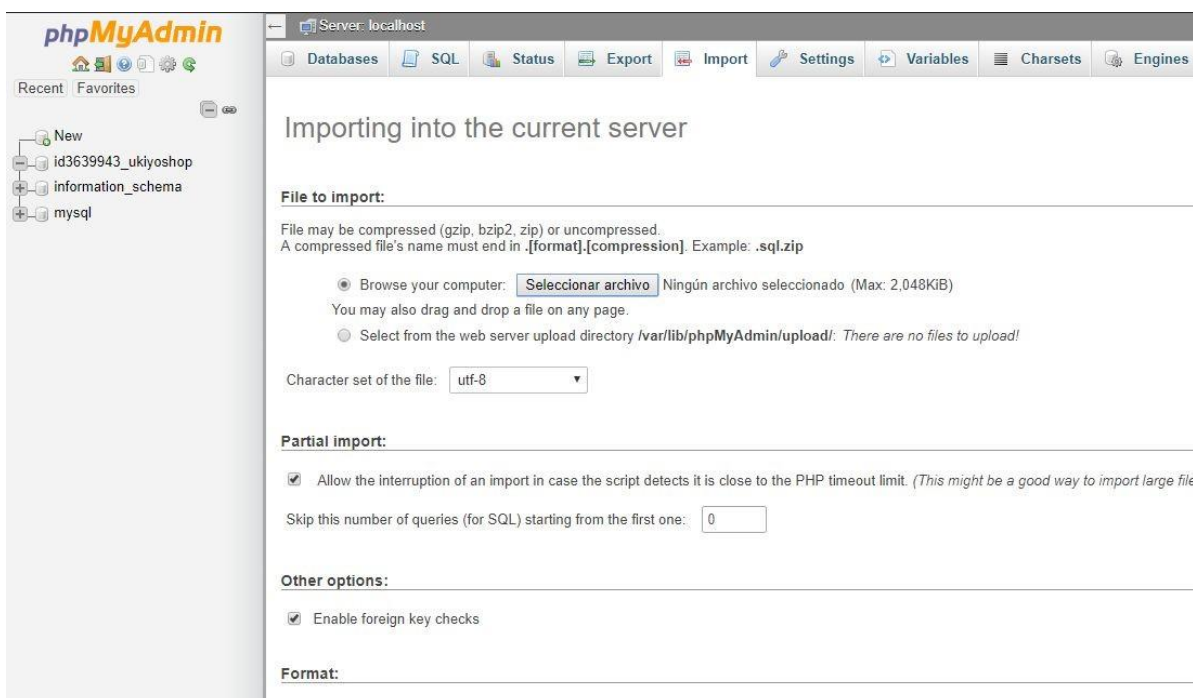 phpMyAdmin
Recent Favorites
New
id3639943_ukiyoshop
information_schema
mysql
Server: localhost
Databases SQL Status Export Import Settings Variables Charsets Engines
Importing into the current server
File to import:
File may be compressed (gzip, bzip2, zip) or uncompressed.
A compressed file's name must end in .[format].[compression]. Example: .sql.zip
Browse your computer: Seleccionar archivo Ningún archivo seleccionado (Max: 2,048KiB)
You may also drag and drop a file on any page.
Select from the web server upload directory /var/lib/phpMyAdmin/upload/: There are no files to upload!
Character set of the file: utf-8
Partial import:
Allow the interruption of an import in case the script detects it is close to the PHP timeout limit. (This might be a good way to import large file
Skip this number of queries (for SQL) starting from the first one: 0
Other options:
Enable foreign key checks
Format: